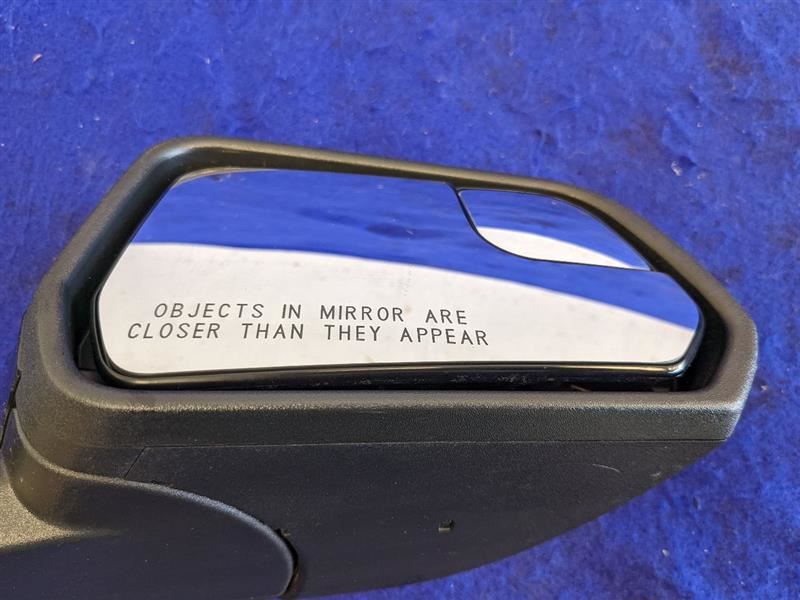 OBJECTS IN MIRROR ARE
CLOSER THAN THEY APPEAR